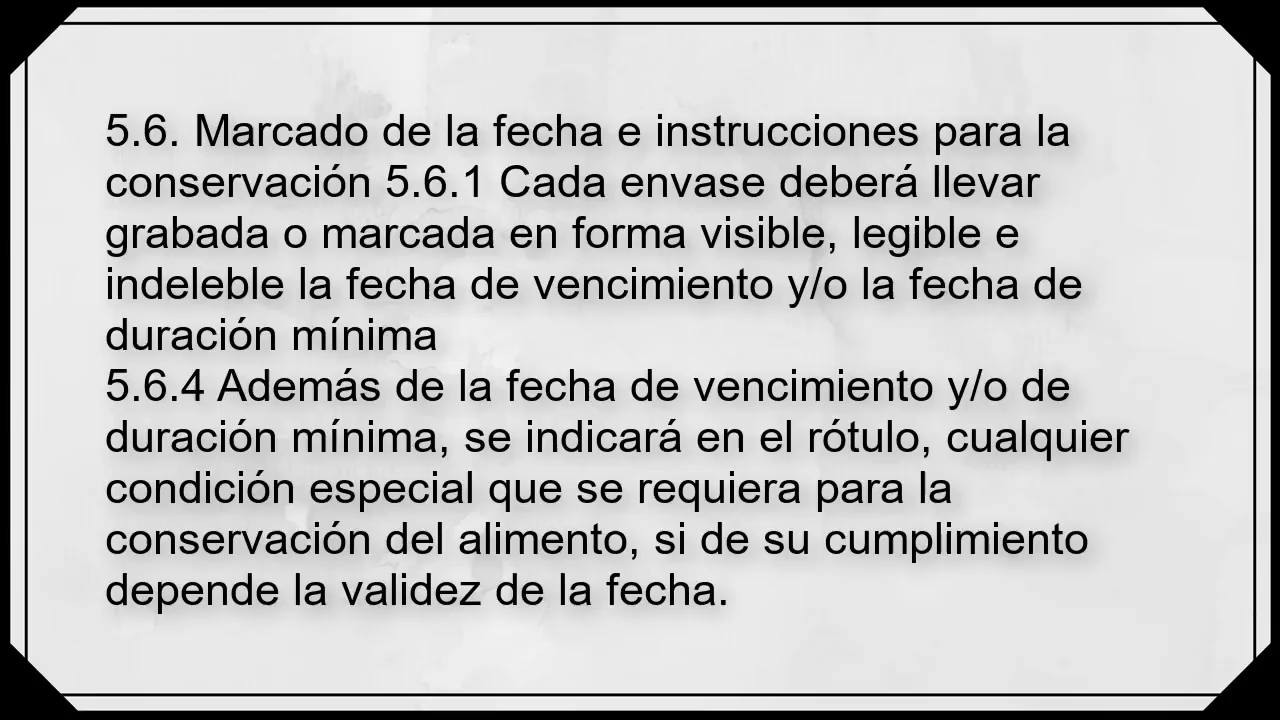 5.6. Marcado de la fecha e instrucciones para la
conservación 5.6.1 Cada envase deberá llevar
grabada o marcada en forma visible, legible e
indeleble la fecha de vencimiento y/o la fecha de
duración mínima
5.6.4 Además de la fecha de vencimiento y/o de
duración mínima, se indicará en el rótulo, cualquier
condición especial que se requiera para la
conservación del alimento, si de su cumplimiento
depende la validez de la fecha.